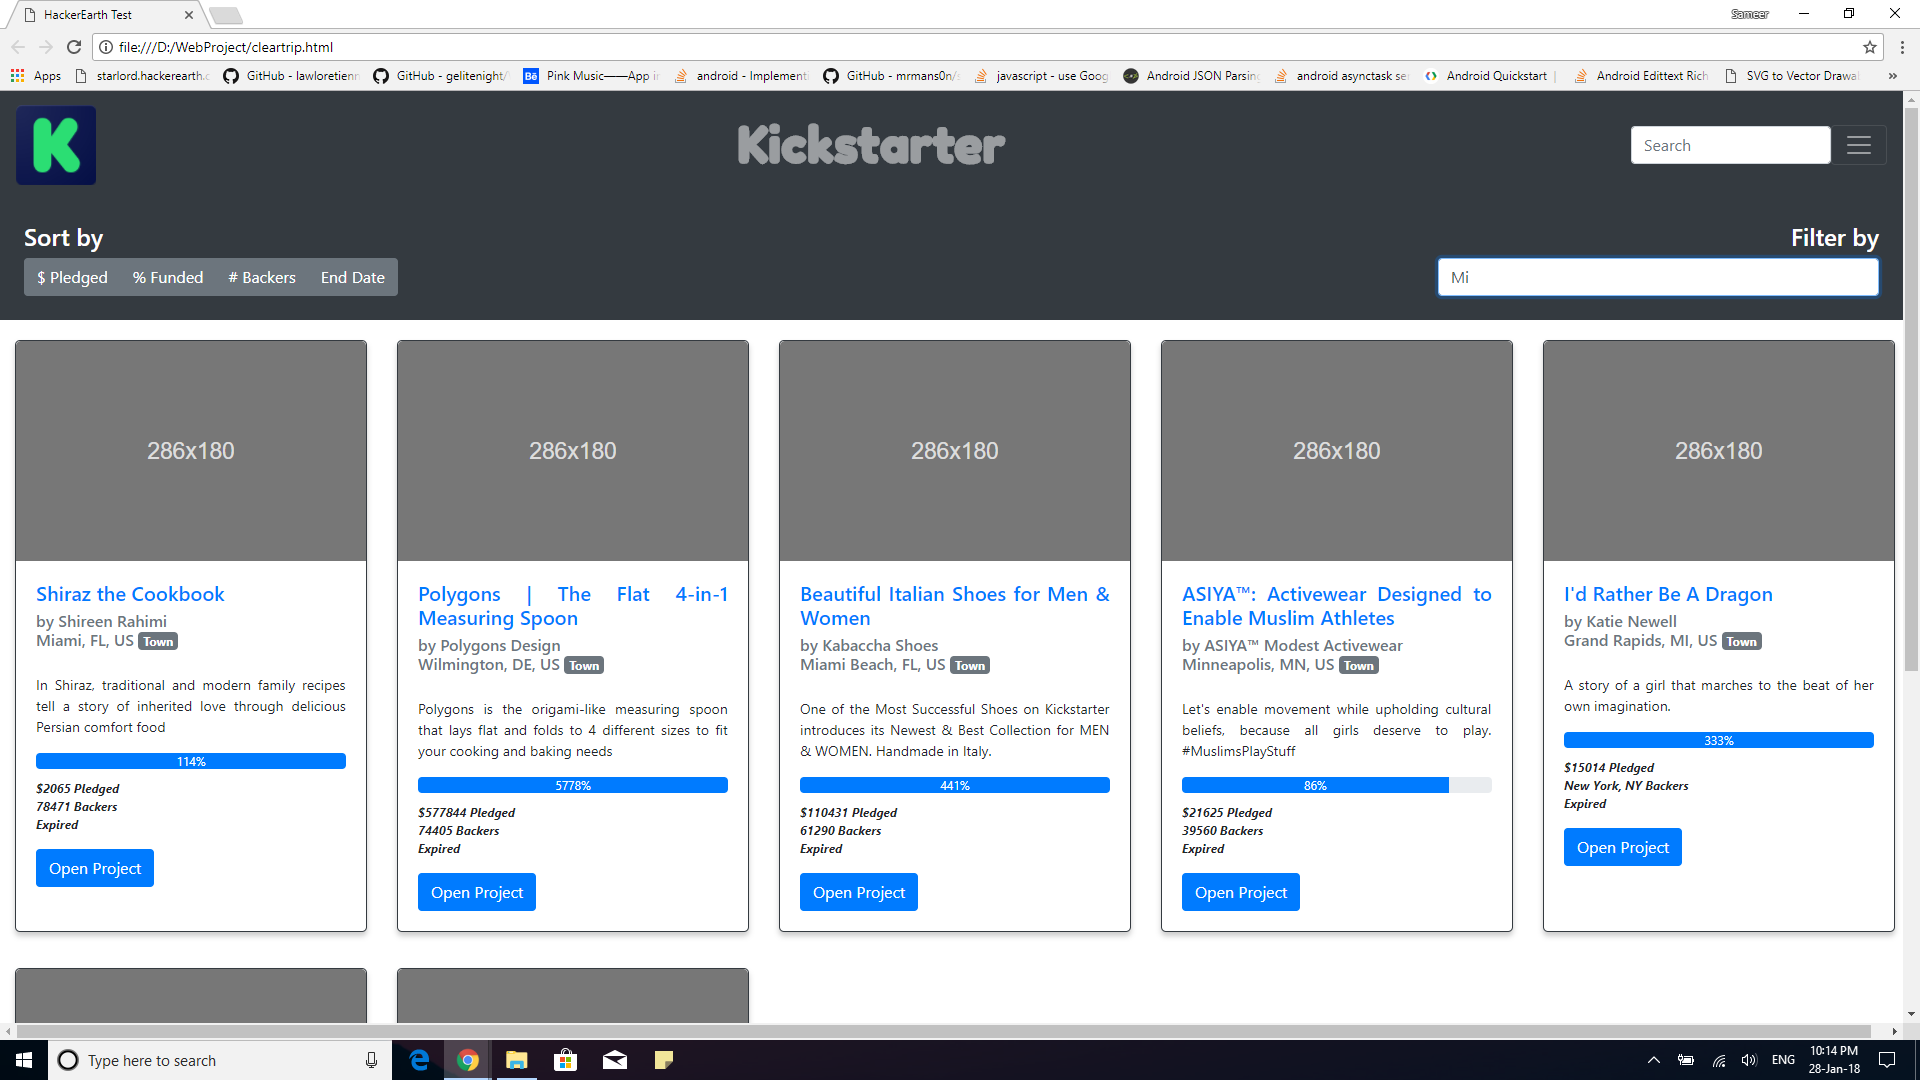 HackerEarth Test
Sameer
file:///D:/WebProject/cleartrip.html
Apps
starlord.hackerearth.c
GitHub - lawloretienn
GitHub - gelitenight/
Bē
Pink Music——App i
android - Implementi
GitHub - mrmans0n/
javascript - use Goog
Android JSON Parsing
android asynctask se
Android Quickstart |
Android Edittext Rich
SVG to Vector Drawa
»
K
Kickstarter
Search
Sort by
Filter by
$ Pledged
% Funded
# Backers
End Date
Mi
286x180
286x180
286x180
286x180
286x180
Shiraz the Cookbook
by Shireen Rahimi
Miami, FL, US Town
In Shiraz, traditional and modern family recipes
tell a story of inherited love through delicious
Persian comfort food
114%
$2065 Pledged
78471 Backers
Expired
Open Project
Polygons | The Flat 4-in-1
Measuring Spoon
by Polygons Design
Wilmington, DE, US Town
Polygons is the origami-like measuring spoon
that lays flat and folds to 4 different sizes to fit
your cooking and baking needs
5778%
$577844 Pledged
74405 Backers
Expired
Open Project
Beautiful Italian Shoes for Men &
Women
by Kabaccha Shoes
Miami Beach, FL, US Town
One of the Most Successful Shoes on Kickstarter
introduces its Newest & Best Collection for MEN
& WOMEN. Handmade in Italy.
441%
$110431 Pledged
61290 Backers
Expired
Open Project
ASIYA™: Activewear Designed to
Enable Muslim Athletes
by ASIYA™ Modest Activewear
Minneapolis, MN, US Town
Let's enable movement while upholding cultural
beliefs, because all girls deserve to play.
#MuslimsPlayStuff
86%
$21625 Pledged
39560 Backers
Expired
Open Project
I'd Rather Be A Dragon
by Katie Newell
Grand Rapids, MI, US Town
A story of a girl that marches to the beat of her
own imagination.
333%
$15014 Pledged
New York, NY Backers
Expired
Open Project
Type here to search
ENG
10:14 PM
28-Jan-18